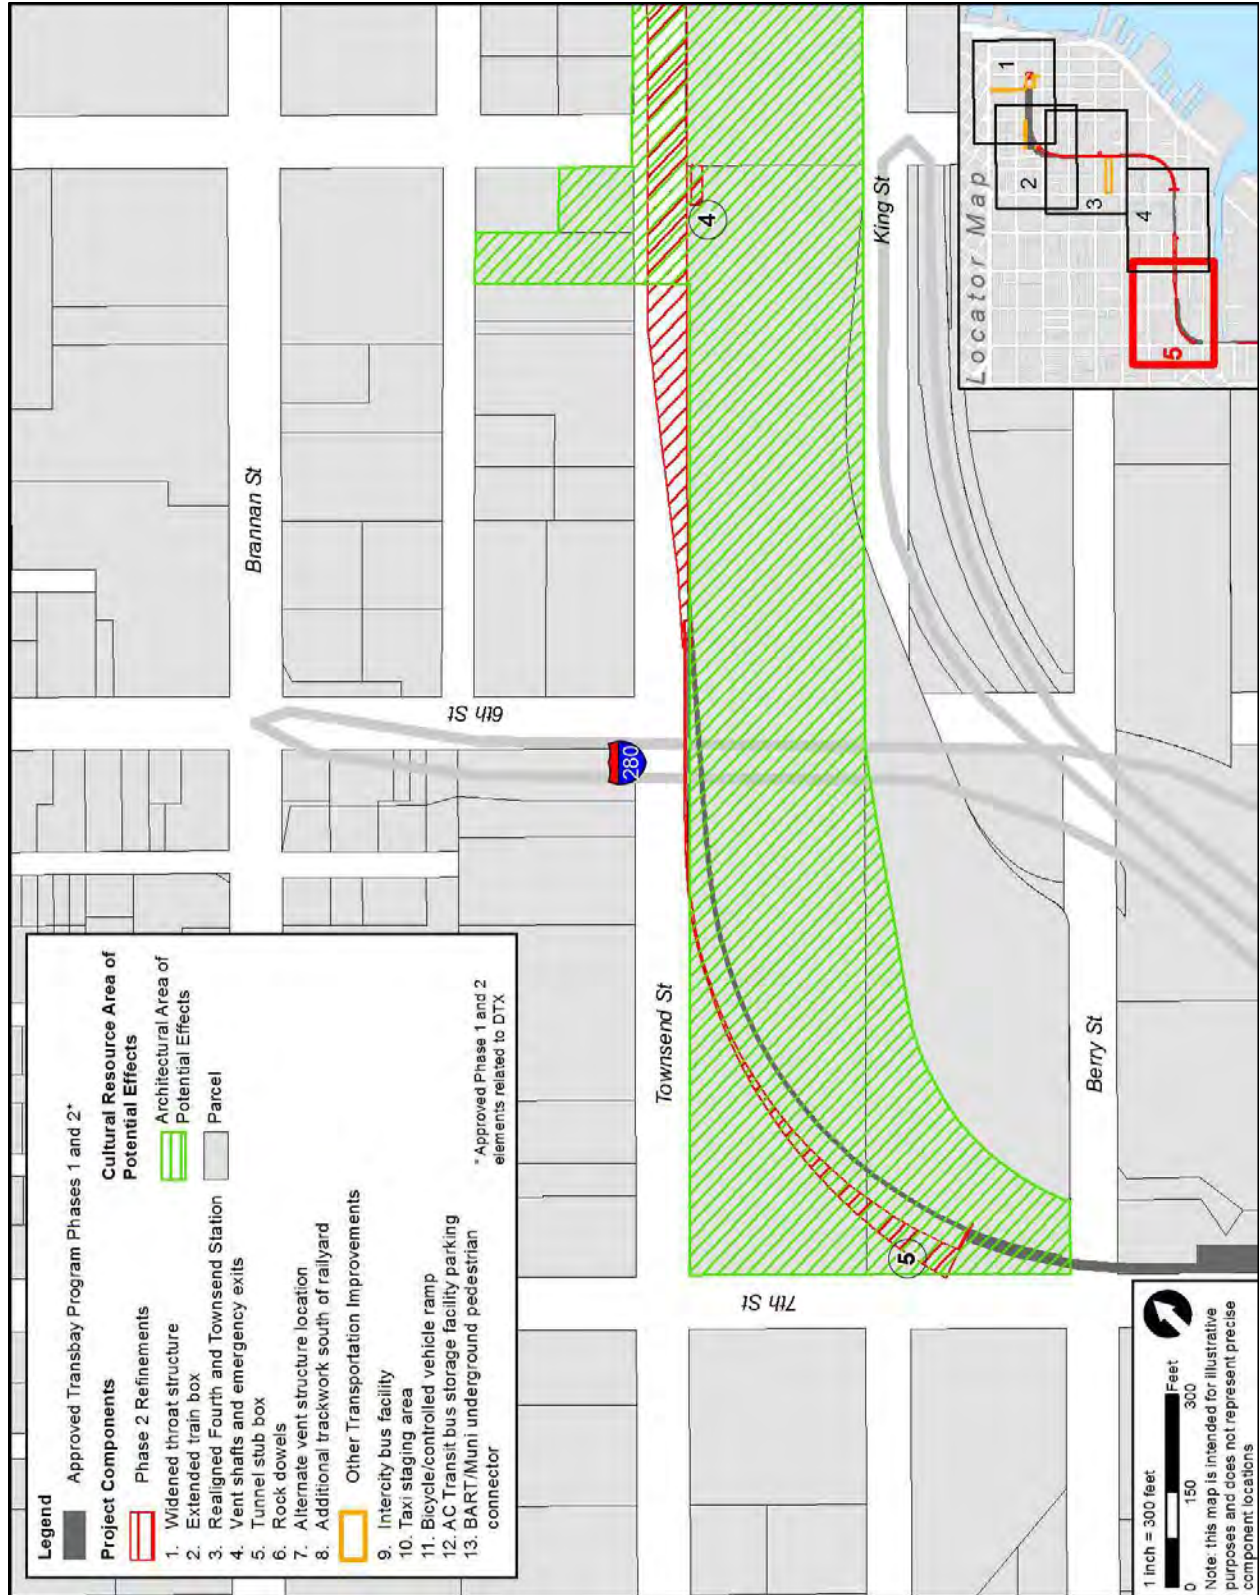 Legend
Approved Transbay Program Phases 1 and 2*
Project Components
Phase 2 Refinements
1. Widened throat structure
2. Extended train box
3. Realigned Fourth and Townsend Station
4. Vent shafts and emergency exits
5. Tunnel stub box
6. Rock dowels
7. Alternate vent structure location
8. Additional trackwork south of railyard
Other Transportation Improvements
9. Intercity bus facility
10. Taxi staging area
11. Bicycle/controlled vehicle ramp
12. AC Transit bus storage facility parking
13. BART/Muni underground pedestrian
connector
Cultural Resource Area of
Potential Effects
Architectural Area of
Potential Effects
Parcel
* Approved Phase 1 and 2
elements related to DTX
Brannan St
6th St
280
Townsend St
King St
Berry St
7th St
4
5
Locator Map
1
2
3
4
5
1 inch = 300 feet
Feet
0 150 300
Note: this map is intended for illustrative
purposes and does not represent precise
component locations